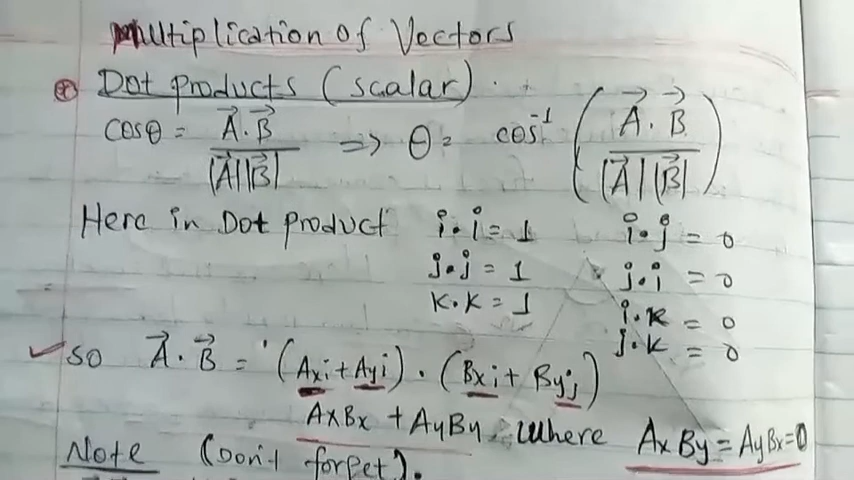 Multiplication of Vectors
Dot products (scalar).
cosθ = A⃗.B⃗ / |A⃗||B⃗| => θ = cos⁻¹ (A⃗.B⃗ / |A⃗||B⃗|)
Here in Dot product i.i = 1 i.j = 0
j.j = 1 j.i = 0
k.k = 1 i.k = 0
j.k = 0
✓ so A⃗.B⃗ = (Axi + Ayi) . (Bxi + Byj)
AxBx + AyBy where AxBy = AyBx = 0
Note (Don't forget).